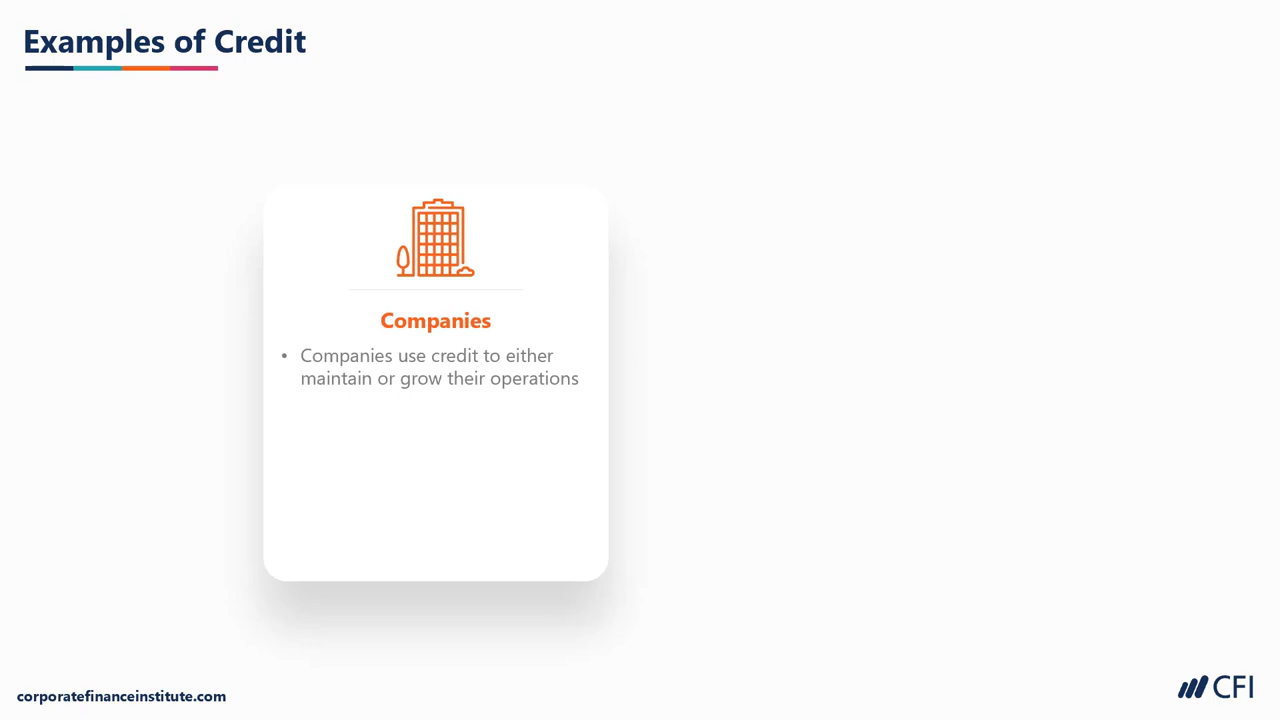 Examples of Credit
Companies
• Companies use credit to either
maintain or grow their operations
corporatefinanceinstitute.com
CFI